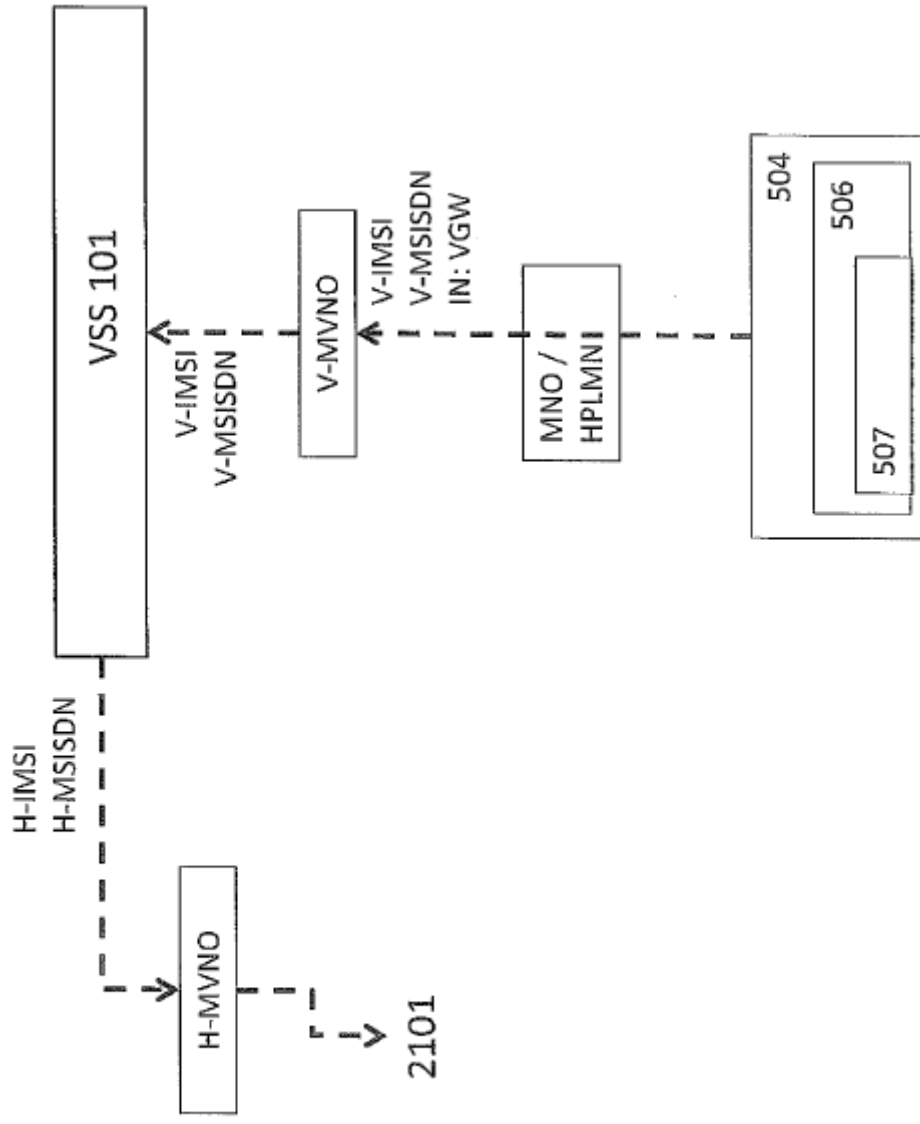 H-IMSI
H-MSISDN
VSS 101
V-IMSI
V-MSISDN
H-MVNO
V-MVNO
V-IMSI
V-MSISDN
IN: VGW
2101
MNO /
HPLMN
504
506
507